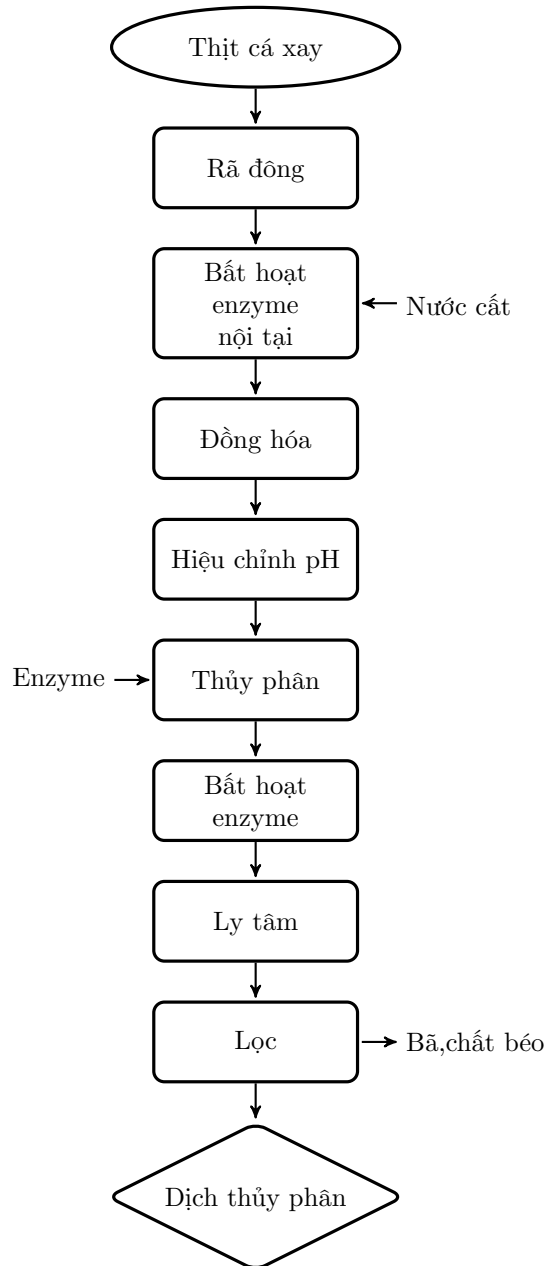 Thịt cá xay
Rã đông
Bất hoạt
enzyme
nội tại
Nước cất
Đồng hóa
Hiệu chỉnh pH
Enzyme
Thủy phân
Bất hoạt
enzyme
Ly tâm
Lọc
Bã,chất béo
Dịch thủy phân